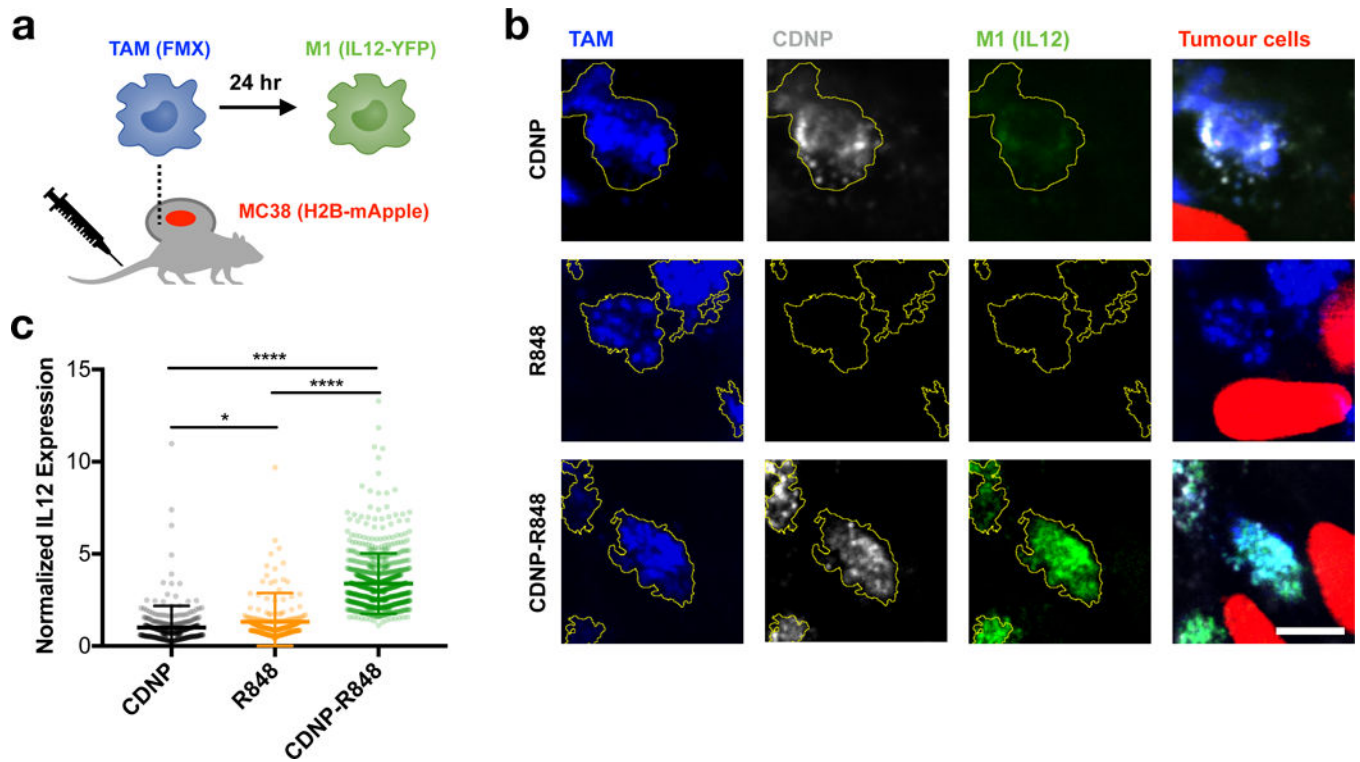 a
TAM (FMX)
M1 (IL12-YFP)
24 hr
MC38 (H2B-mApple)
b
TAM
CDNP
M1 (IL12)
Tumour cells
CDNP
R848
CDNP-R848
c
Normalized IL12 Expression
15
10
5
0
****
****
*
CDNP
R848
CDNP-R848